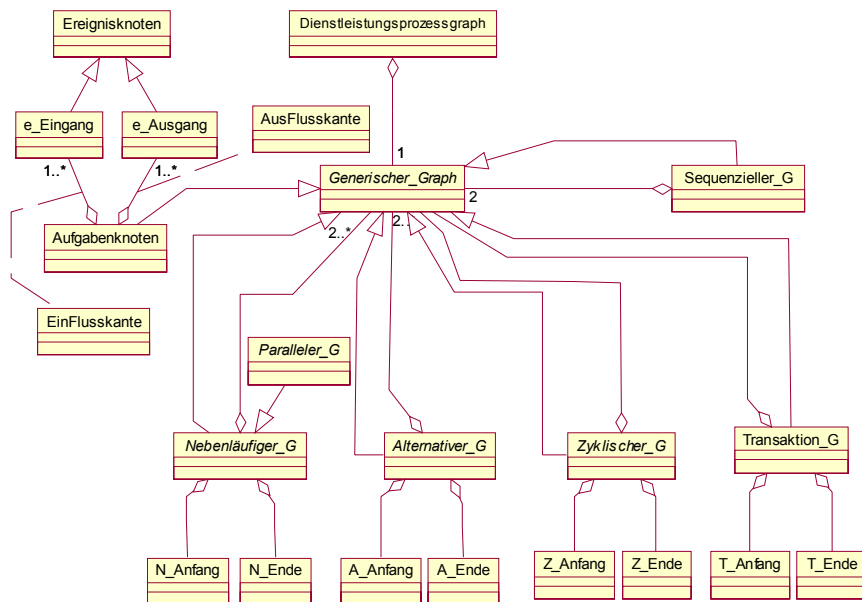 Ereignisknoten
Dienstleistungsprozessgraph
e_Eingang
e_Ausgang
AusFlusskante
1..*
1..*
1
Generischer_Graph
2
Sequenzieller_G
Aufgabenknoten
2..*
2..
EinFlusskante
Paralleler_G
Nebenläufiger_G
Alternativer_G
Zyklischer_G
Transaktion_G
N_Anfang
N_Ende
A_Anfang
A_Ende
Z_Anfang
Z_Ende
T_Anfang
T_Ende